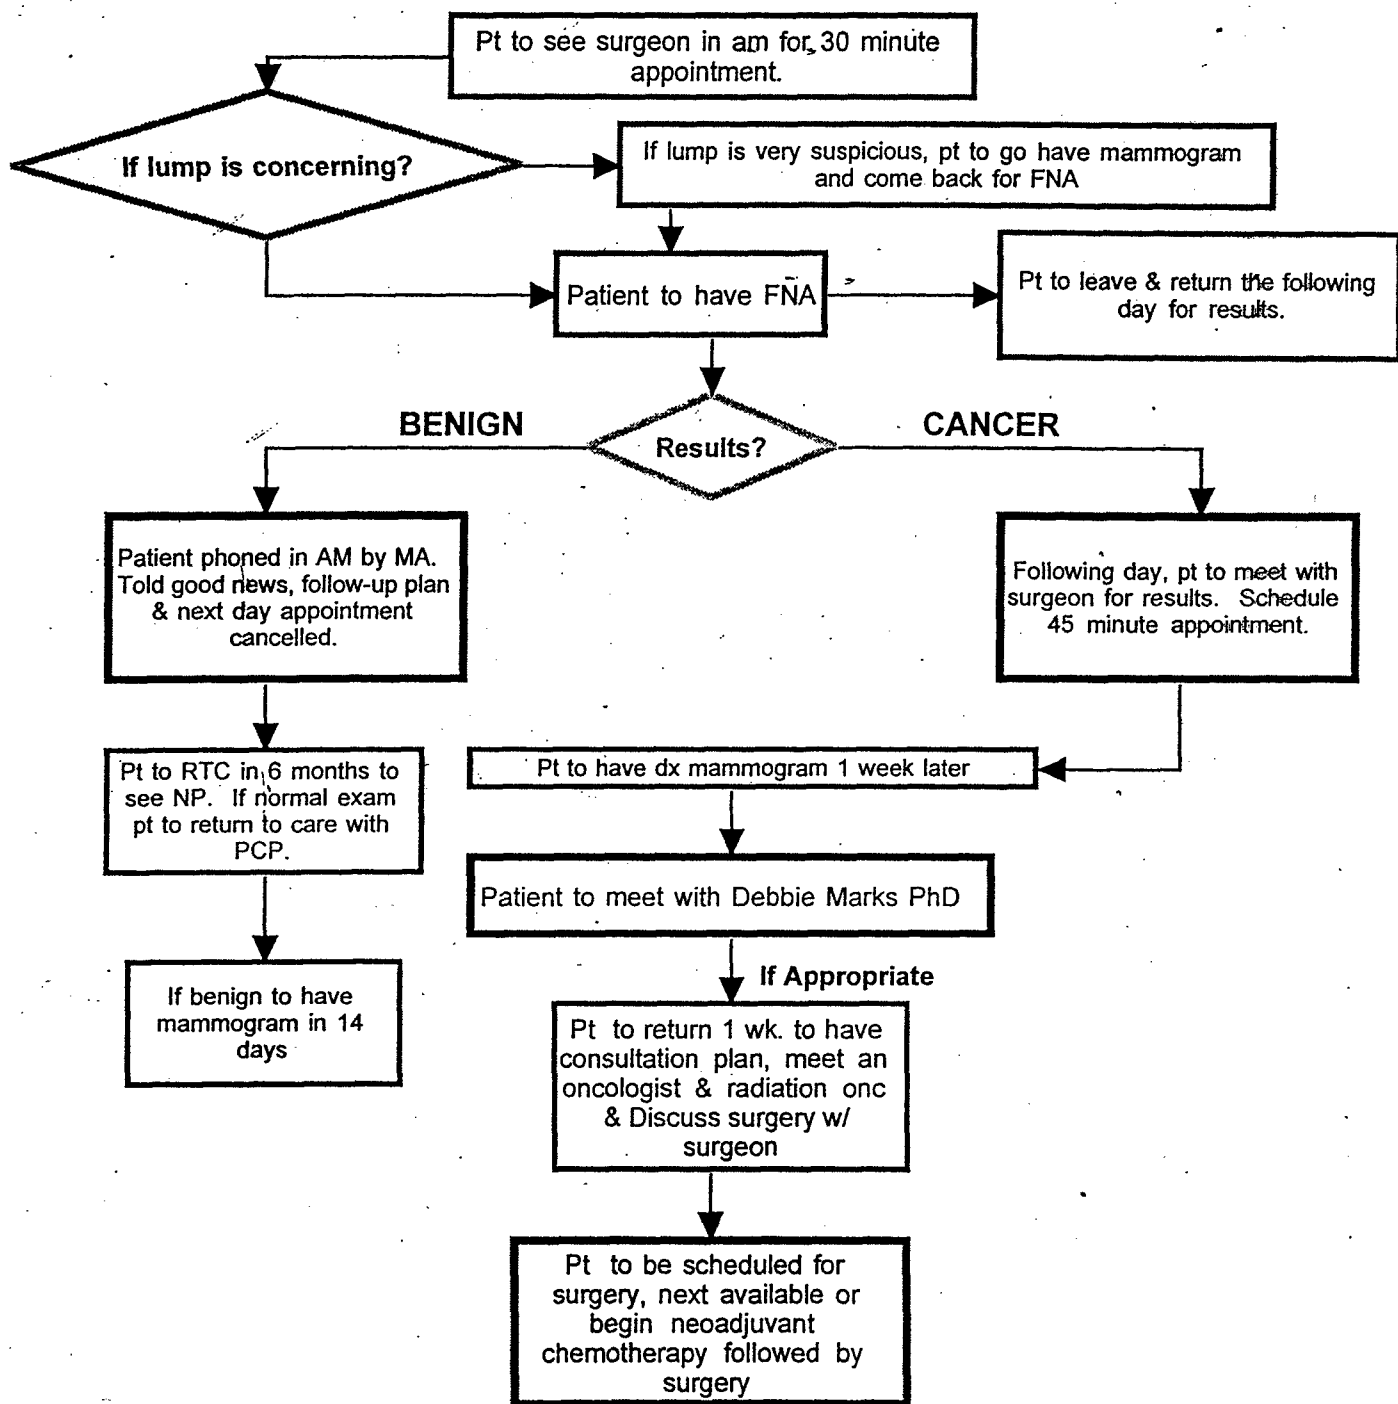 Pt to see surgeon in am for 30 minute
appointment.
If lump is concerning?
If lump is very suspicious, pt to go have mammogram
and come back for FNA
Patient to have FNA
Pt to leave & return the following
day for results.
BENIGN
Results?
CANCER
Patient phoned in AM by MA.
Told good news, follow-up plan
& next day appointment
cancelled.
Following day, pt to meet with
surgeon for results. Schedule
45 minute appointment.
Pt to RTC in 6 months to
see NP. If normal exam
pt to return to care with
PCP.
Pt to have dx mammogram 1 week later
Patient to meet with Debbie Marks PhD
If benign to have
mammogram in 14
days
If Appropriate
Pt to return 1 wk. to have
consultation plan, meet an
oncologist & radiation onc
& Discuss surgery w/
surgeon
Pt to be scheduled for
surgery, next available or
begin neoadjuvant
chemotherapy followed by
surgery